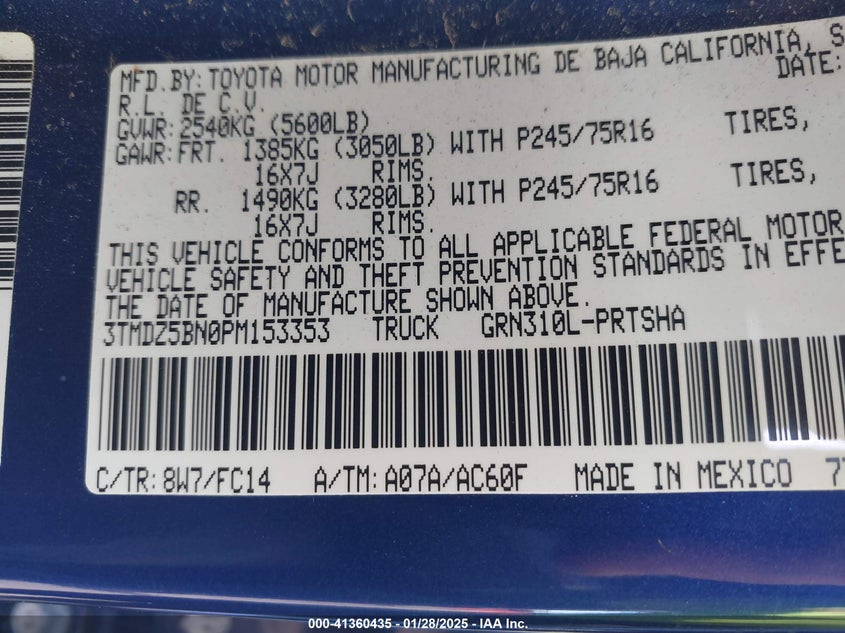 MFD.BY: TOYOTA MOTOR MANUFACTURING DE BAJA CALIFORNIA, S
R.L. DE C.V. DATE:
GVWR: 2540KG (5600LB)
GAWR: FRT. 1385KG (3050LB) WITH P245/75R16 TIRES,
16X7J RIMS.
RR. 1490KG (3280LB) WITH P245/75R16 TIRES,
16X7J RIMS.
THIS VEHICLE CONFORMS TO ALL APPLICABLE FEDERAL MOTOR
VEHICLE SAFETY AND THEFT PREVENTION STANDARDS IN EFFE
THE DATE OF MANUFACTURE SHOWN ABOVE.
3TMDZ5BN0PM153353 TRUCK GRN310L-PRTSHA
C/TR: 8W7/FC14 A/TM: A07A/AC60F MADE IN MEXICO 77
000-41360435 - 01/28/2025 - IAA Inc.